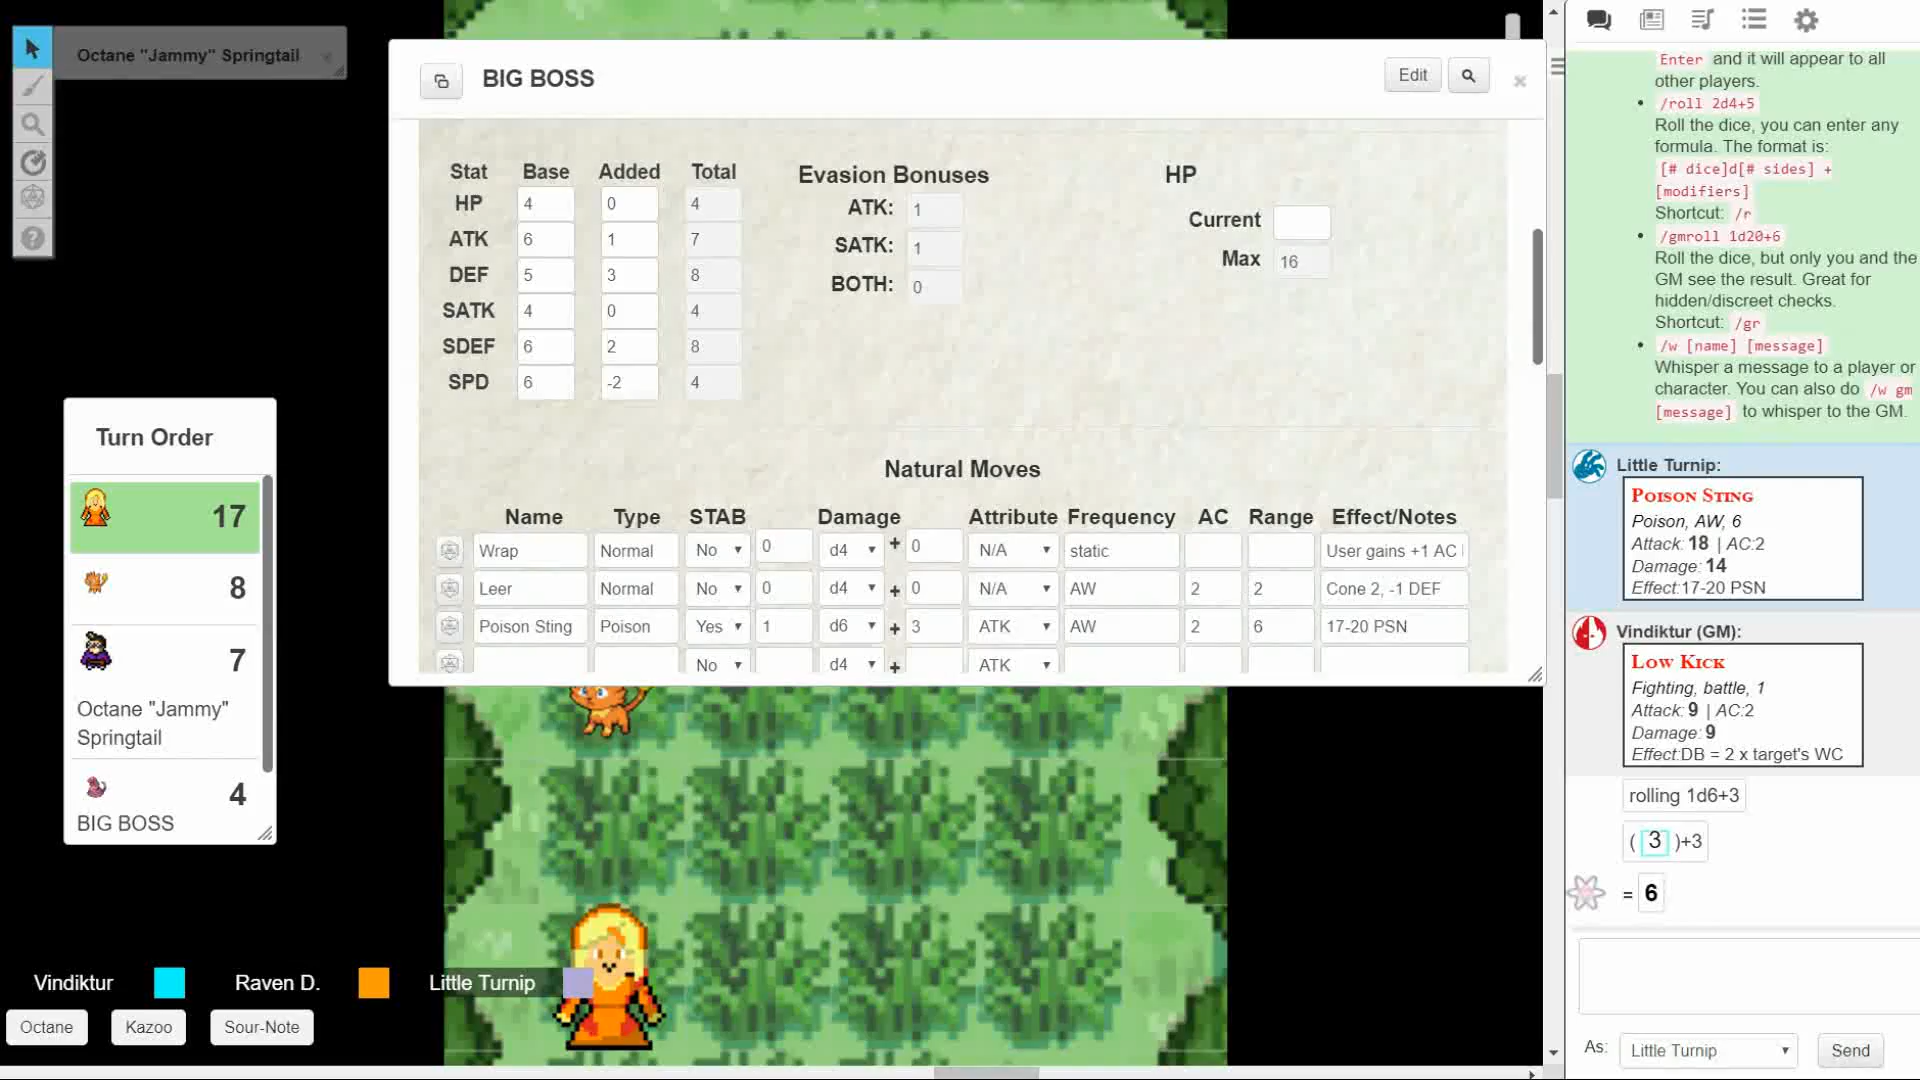 Octane "Jammy" Springtail
BIG BOSS
Edit
Stat Base Added Total
HP 4 0 4
ATK 6 1 7
DEF 5 3 8
SATK 4 0 4
SDEF 6 2 8
SPD 6 -2 4
Evasion Bonuses
ATK: 1
SATK: 1
BOTH: 0
HP
Current
Max 16
Natural Moves
Name Type STAB Damage Attribute Frequency AC Range Effect/Notes
Wrap Normal No 0 d4 + 0 N/A static User gains +1 AC
Leer Normal No 0 d4 + 0 N/A AW 2 2 Cone 2, -1 DEF
Poison Sting Poison Yes 1 d6 + 3 ATK AW 2 6 17-20 PSN
No d4 + ATK
Turn Order
17
8
7
Octane "Jammy"
Springtail
4
BIG BOSS
Vindiktur Raven D. Little Turnip
Octane Kazoo Sour-Note
Enter and it will appear to all
other players.
• /roll 2d4+5
Roll the dice, you can enter any
formula. The format is:
[# dice]d[# sides] +
[modifiers]
Shortcut: /r
• /gmroll 1d20+6
Roll the dice, but only you and the
GM see the result. Great for
hidden/discreet checks.
Shortcut: /gr
• /w [name] [message]
Whisper a message to a player or
character. You can also do /w gm
[message] to whisper to the GM.
Little Turnip:
Poison Sting
Poison, AW, 6
Attack: 18 | AC:2
Damage: 14
Effect:17-20 PSN
Vindiktur (GM):
Low Kick
Fighting, battle, 1
Attack: 9 | AC:2
Damage: 9
Effect:DB = 2 x target's WC
rolling 1d6+3
( 3 )+3
= 6
As: Little Turnip Send